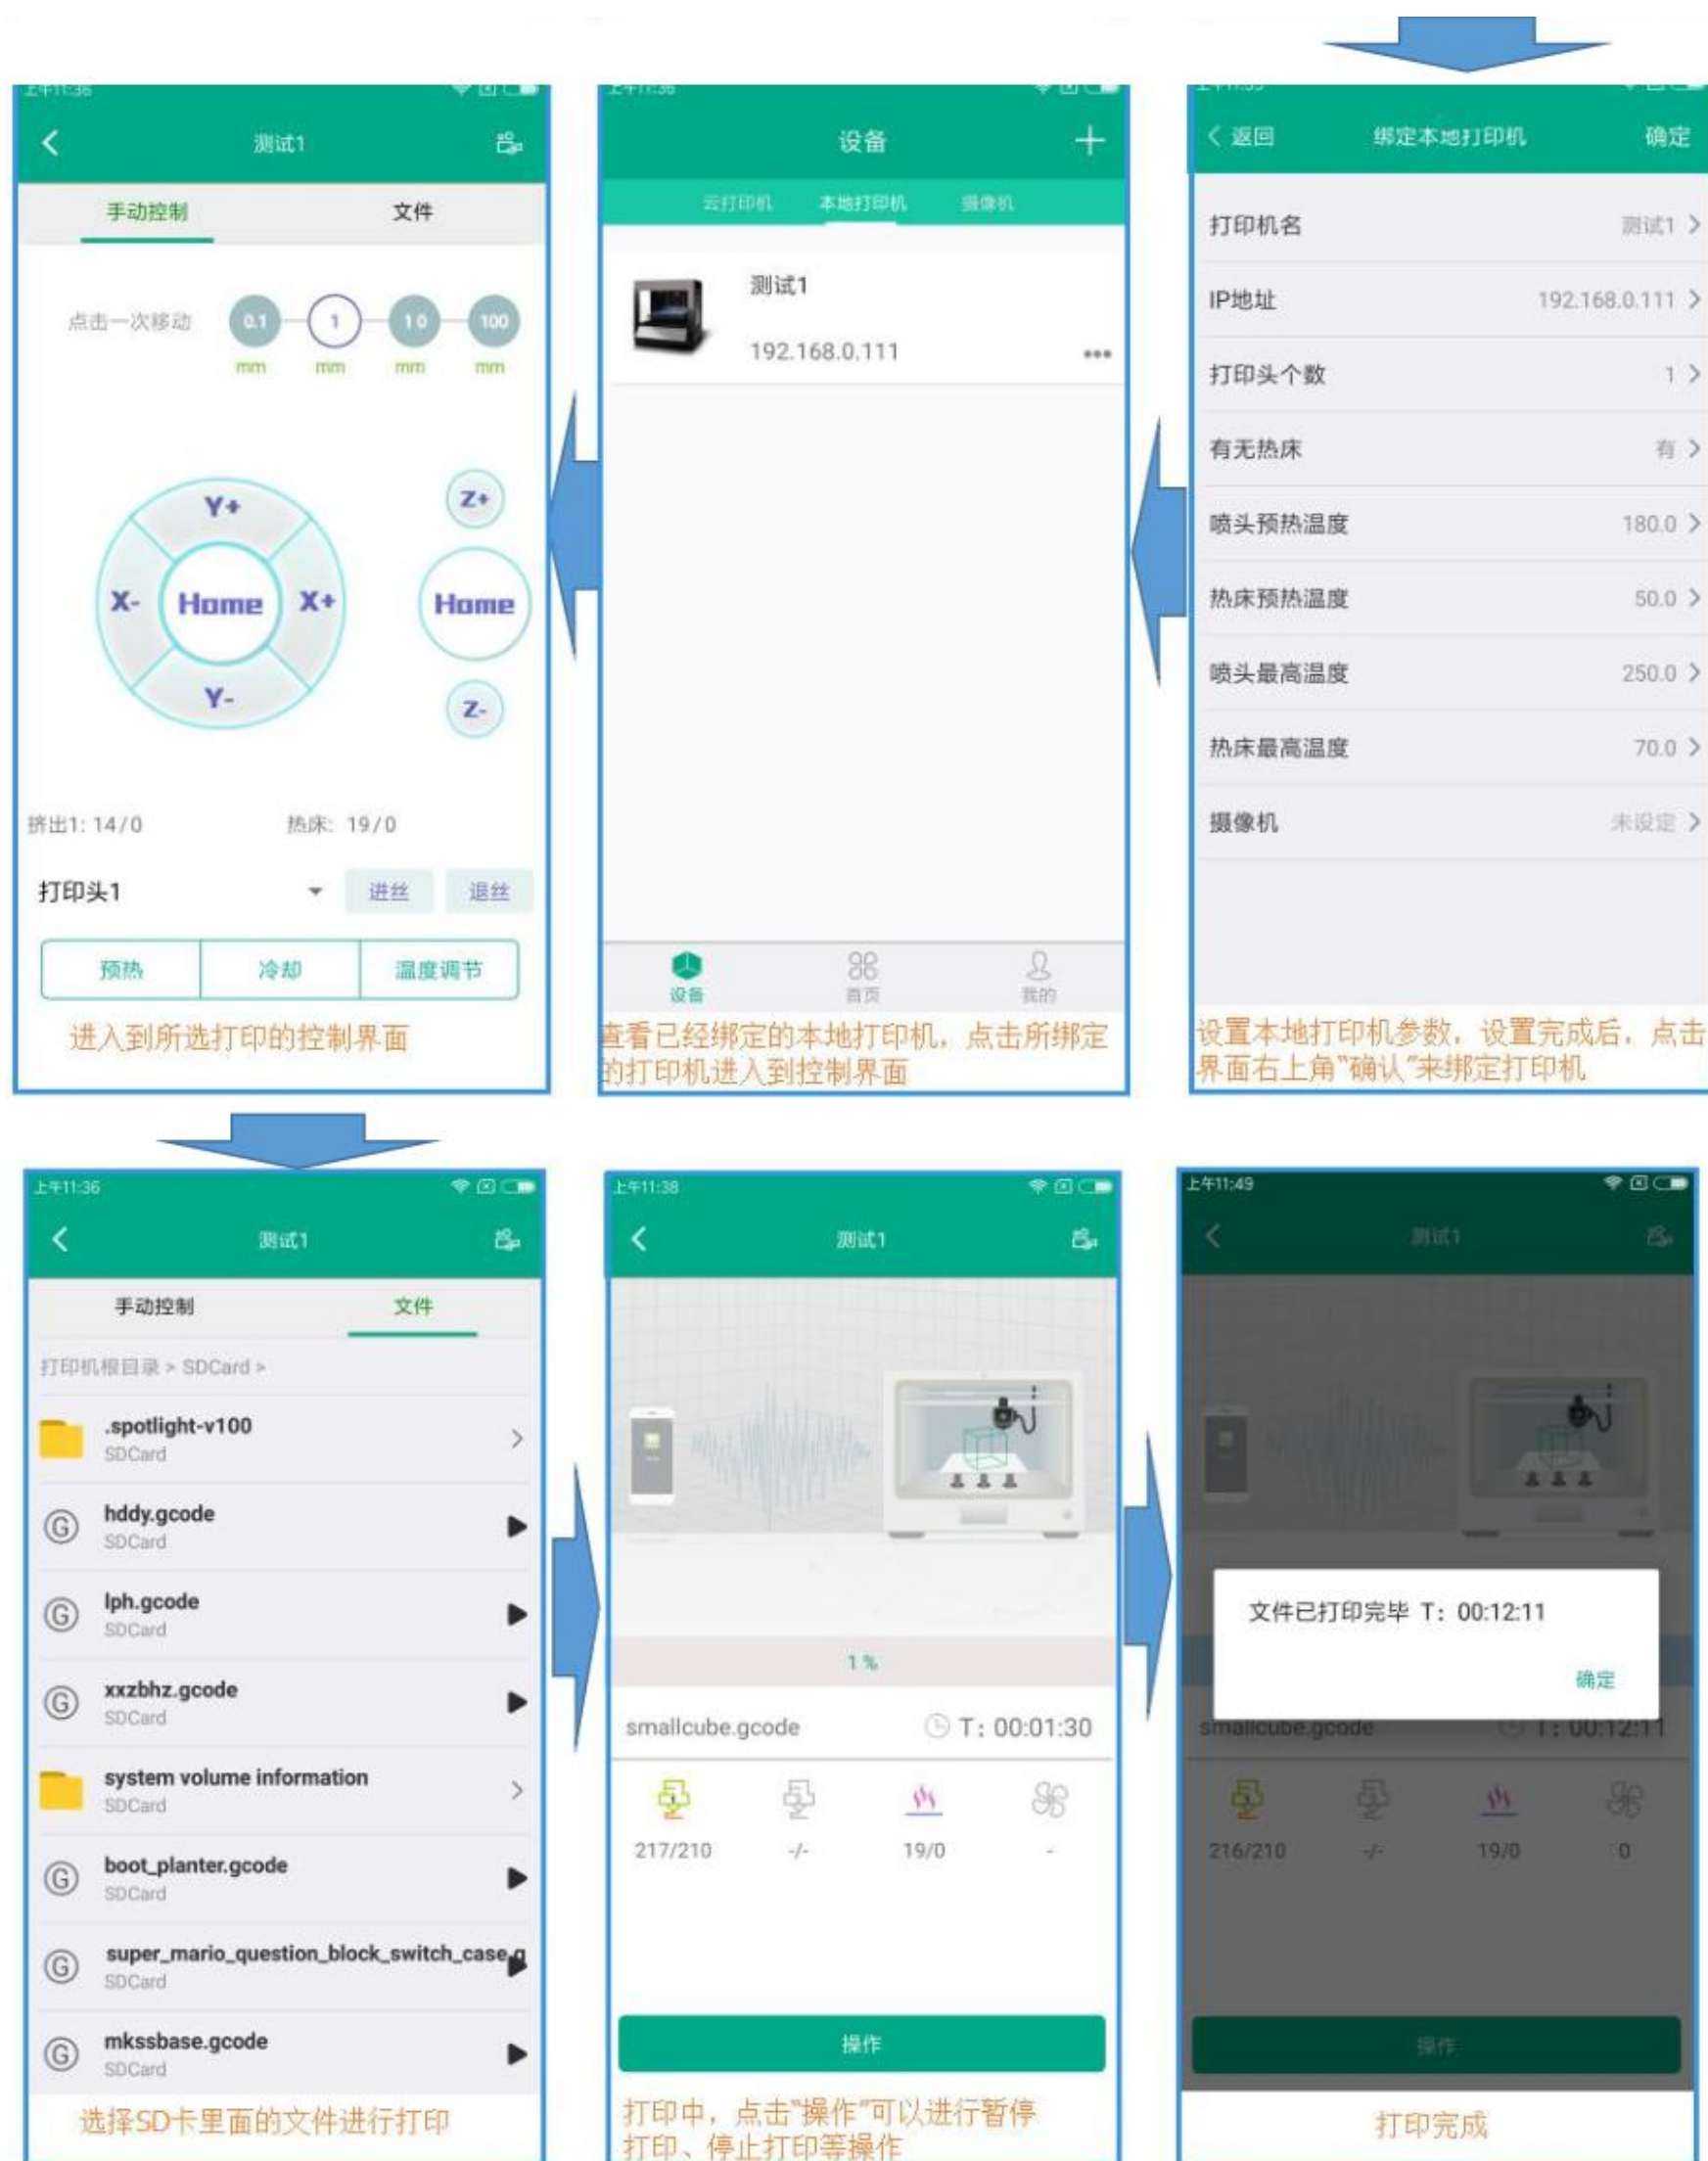 上午11:36
测试1
手动控制 文件
点击一次移动 0.1 1 10 100
mm mm mm mm
Y+
Z+
X- Home X+ Home
Y-
Z-
挤出1: 14/0 热床: 19/0
打印头1 进丝 退丝
预热 冷却 温度调节
进入到所选打印的控制界面
上午11:36
设备 +
云打印机 本地打印机 摄像机
测试1
192.168.0.111
设备 首页 我的
查看已经绑定的本地打印机，点击所绑定
的打印机进入到控制界面
返回 绑定本地打印机 确定
打印机名 测试1
IP地址 192.168.0.111
打印头个数 1
有无热床 有
喷头预热温度 180.0
热床预热温度 50.0
喷头最高温度 250.0
热床最高温度 70.0
摄像机 未设定
设置本地打印机参数，设置完成后，点击
界面右上角“确认”来绑定打印机
上午11:36
测试1
手动控制 文件
打印机根目录 > SDCard >
.spotlight-v100
SDCard
hddy.gcode
SDCard
lph.gcode
SDCard
xxzbhz.gcode
SDCard
system volume information
SDCard
boot_planter.gcode
SDCard
super_mario_question_block_switch_case.g
SDCard
mkssbase.gcode
SDCard
选择SD卡里面的文件进行打印
上午11:38
测试1
1 %
smallcube.gcode T: 00:01:30
217/210 -/- 19/0 -
操作
打印中，点击“操作”可以进行暂停
打印、停止打印等操作
上午11:49
测试1
文件已打印完毕 T: 00:12:11
确定
smallcube.gcode T: 00:12:11
216/210 -/- 19/0 0
操作
打印完成